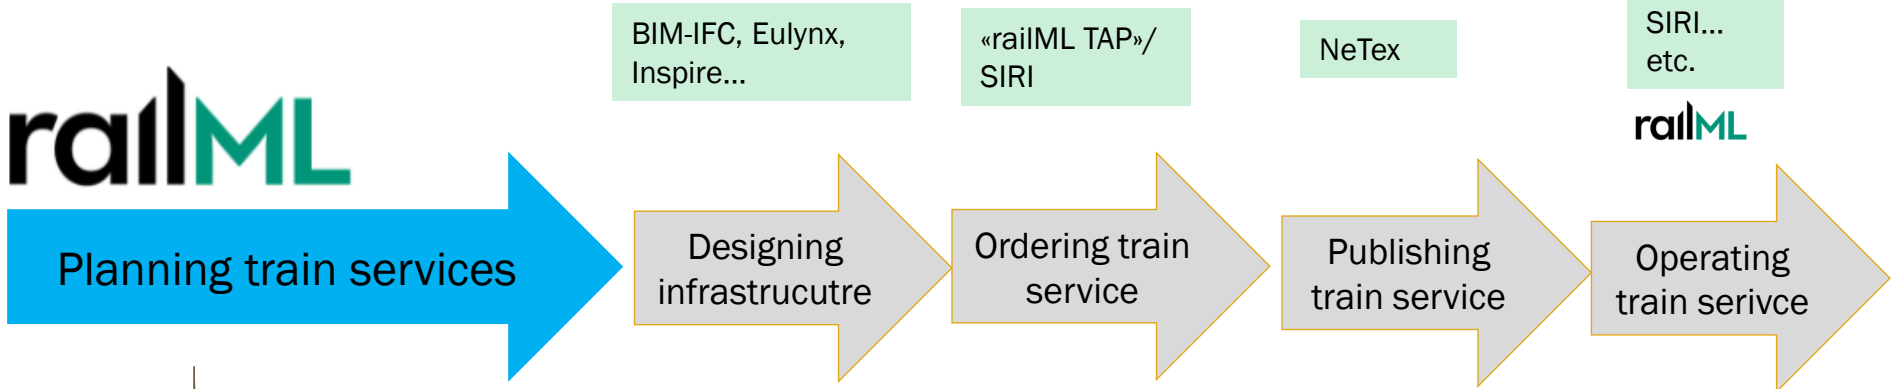 railML
Planning train services
BIM-IFC, Eulynx,
Inspire...
Designing
infrastrucutre
«railML TAP»/
SIRI
Ordering train
service
NeTex
Publishing
train service
SIRI...
etc.
railML
Operating
train serivce